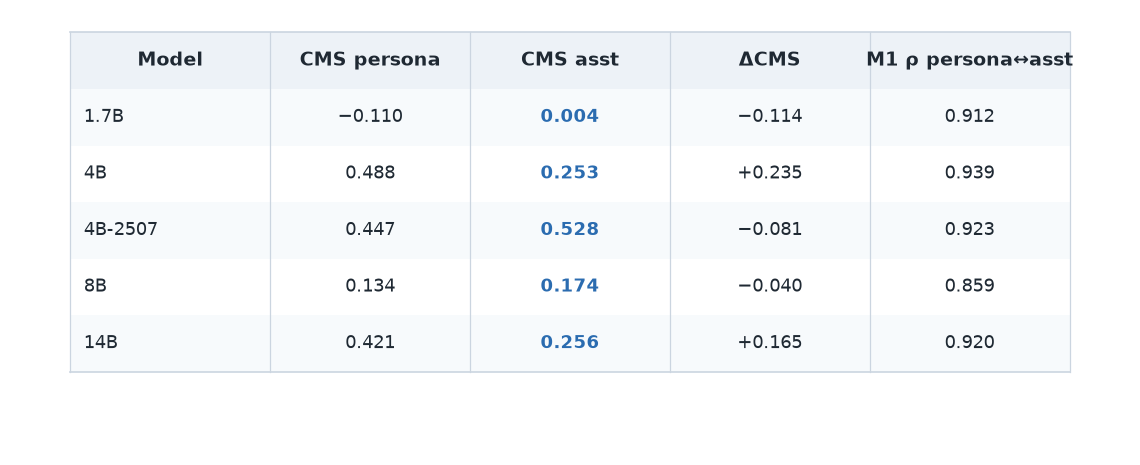 Model CMS persona CMS asst ΔCMS M1 ρ persona↔asst
1.7B −0.110 0.004 −0.114 0.912
4B 0.488 0.253 +0.235 0.939
4B-2507 0.447 0.528 −0.081 0.923
8B 0.134 0.174 −0.040 0.859
14B 0.421 0.256 +0.165 0.920